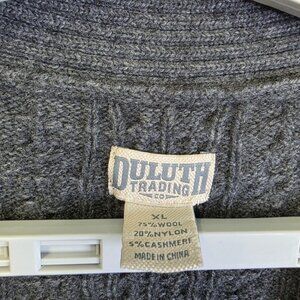 DULUTH
TRADING
CO
XL
75% WOOL
20% NYLON
5% CASHMERE
MADE IN CHINA